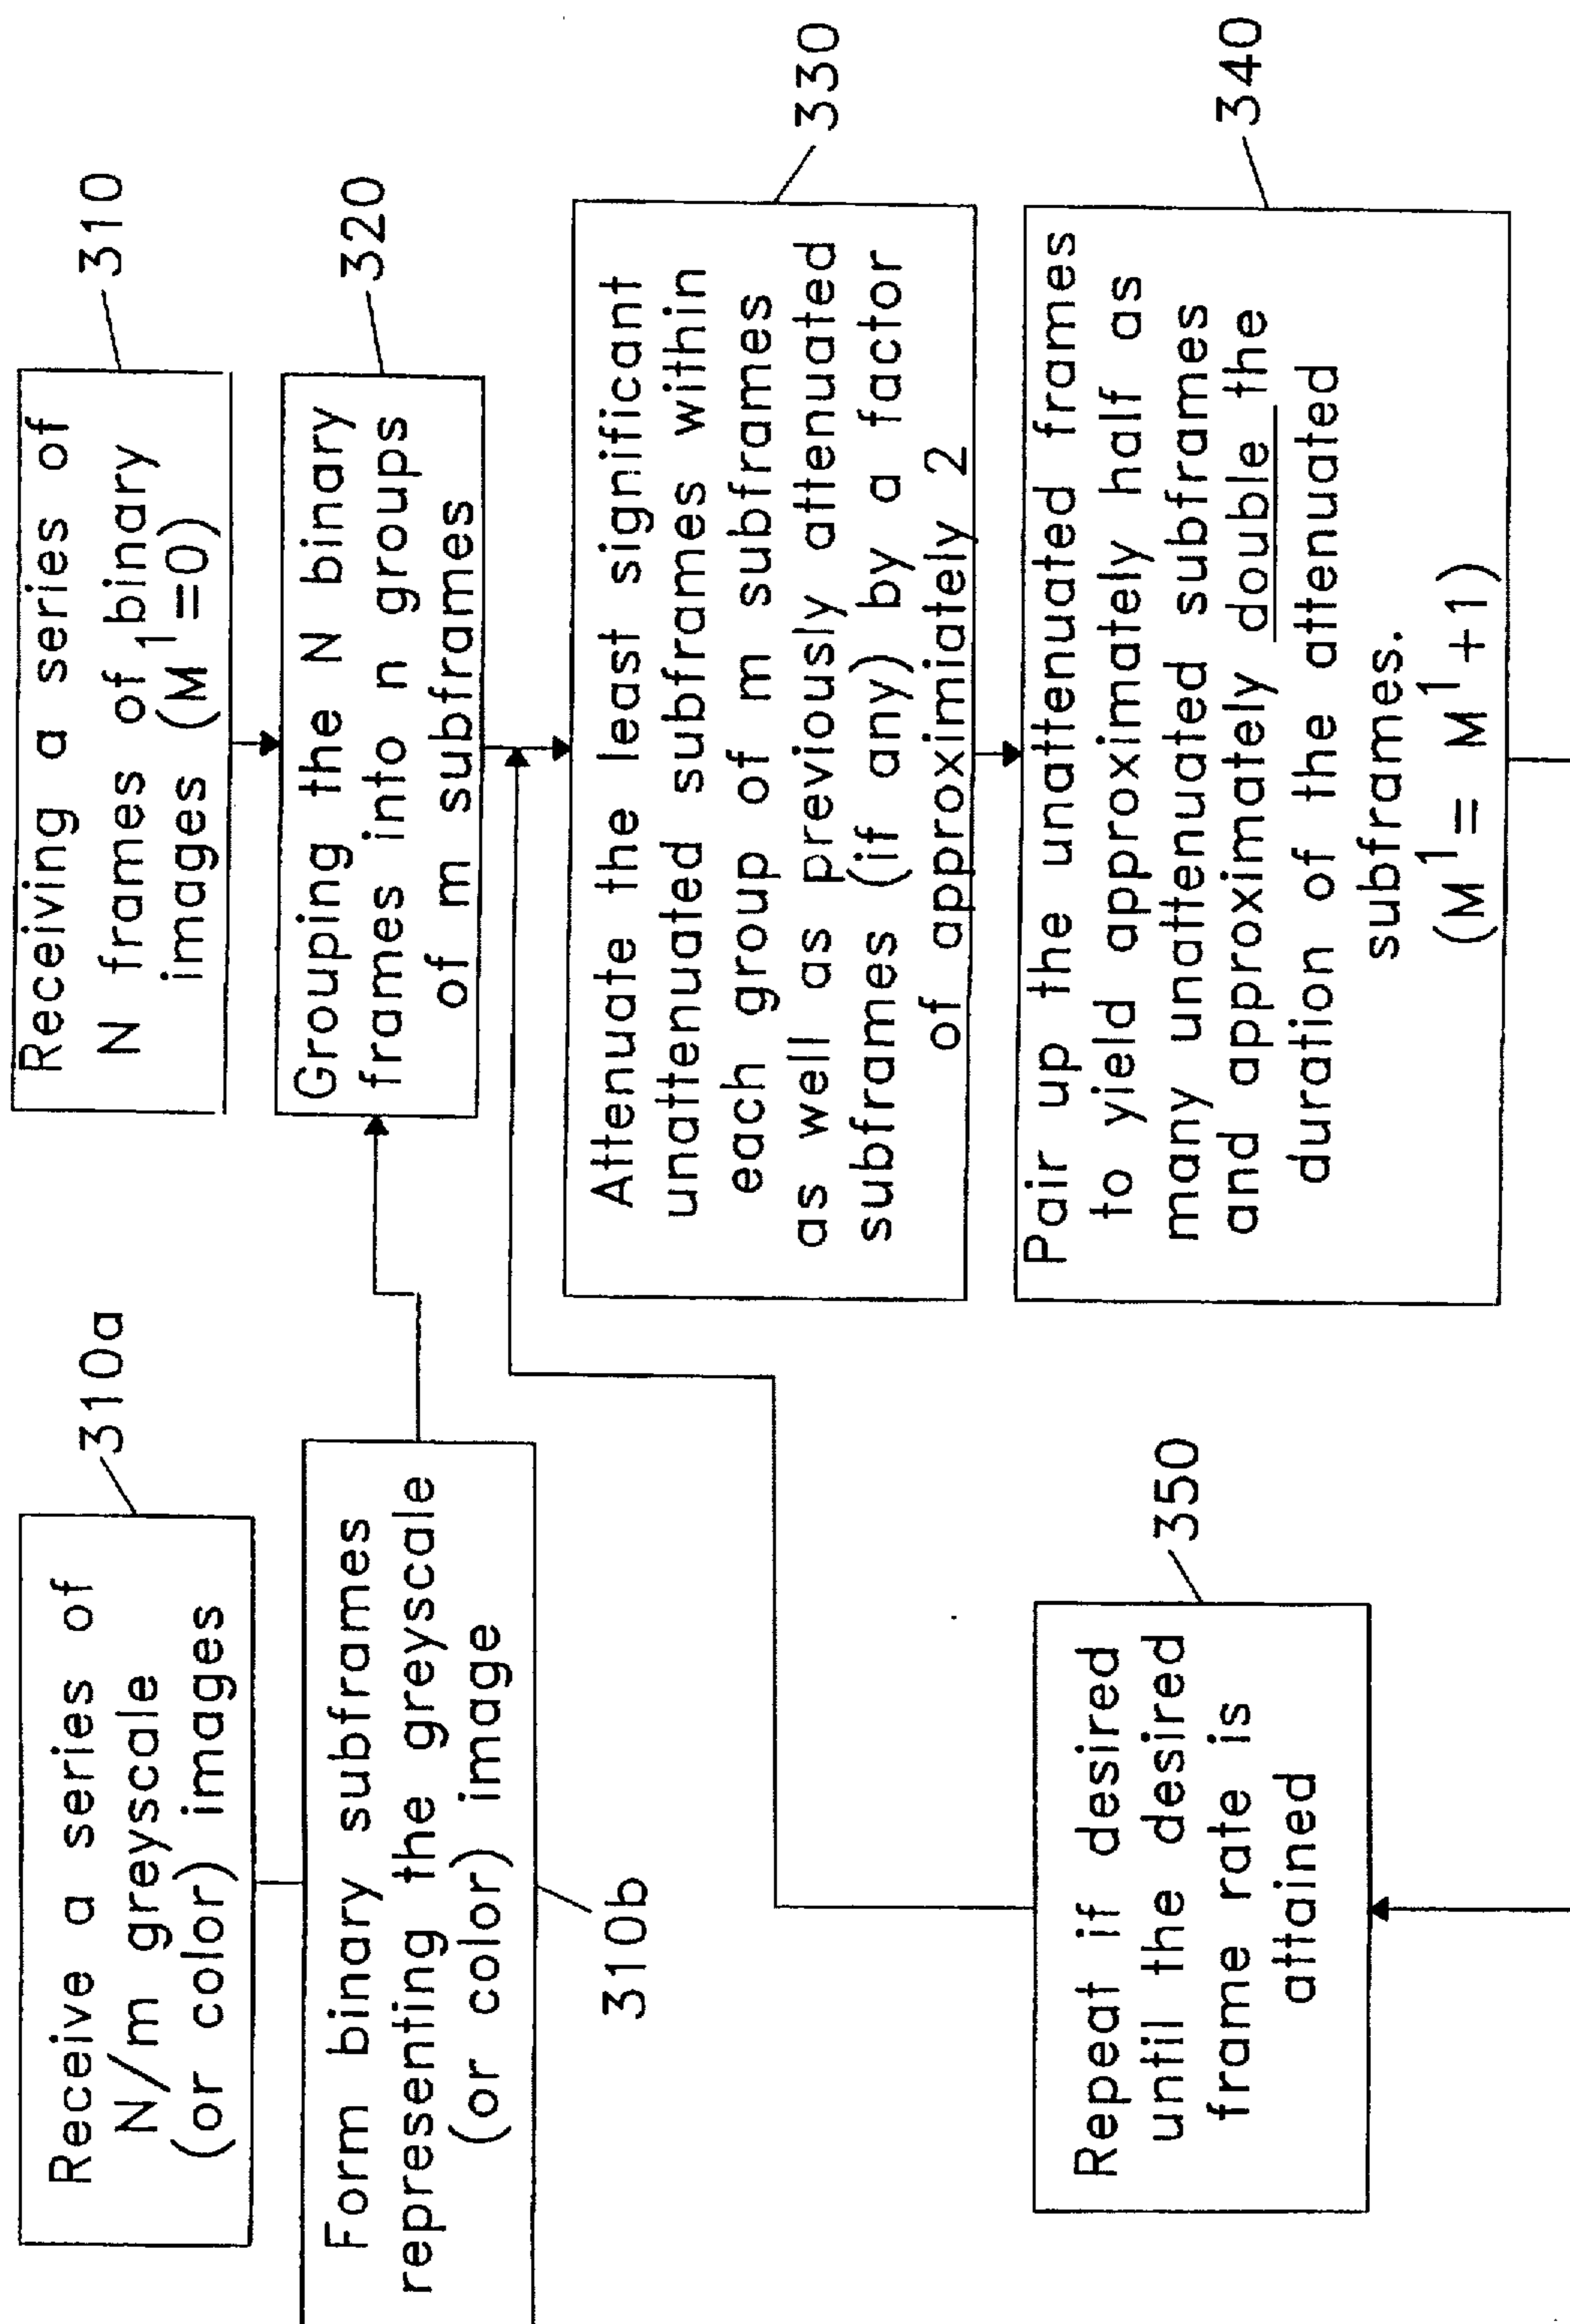 Receive a series of
N/m greyscale
(or color) images
310a
Form binary subframes
representing the greyscale
(or color) image
310b
Receiving a series of
N frames of binary
images (M¹=0)
310
Grouping the N binary
frames into n groups
of m subframes
320
Attenuate the least significant
unattenuated subframes within
each group of m subframes
as well as previously attenuated
subframes (if any) by a factor
of approximiately 2
330
Pair up the unattenuated frames
to yield approximately half as
many unattenuated subframes
and approximately double the
duration of the attenuated
subframes.
(M¹= M¹+1)
340
Repeat if desired
until the desired
frame rate is
attained
350